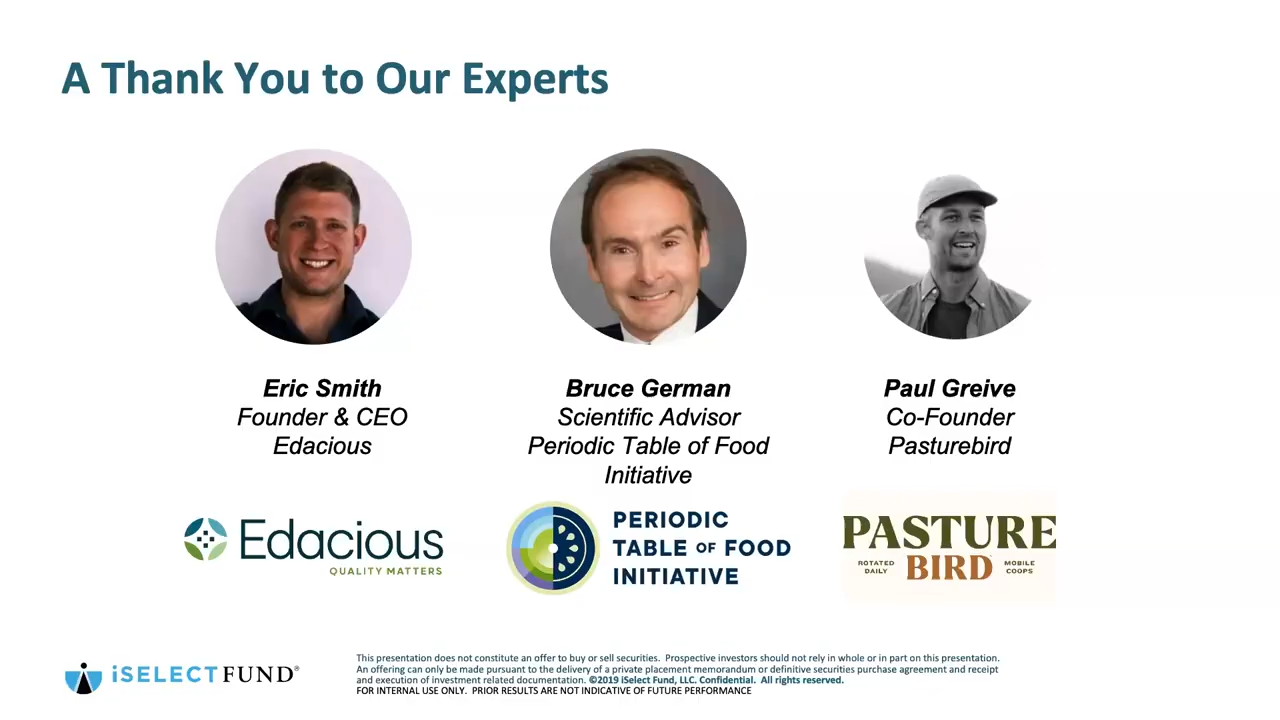 A Thank You to Our Experts
Eric Smith
Founder & CEO
Edacious
Bruce German
Scientific Advisor
Periodic Table of Food
Initiative
Paul Greive
Co-Founder
Pasturebird
Edacious
QUALITY MATTERS
PERIODIC
TABLE OF FOOD
INITIATIVE
PASTURE
ROTATED DAILY BIRD MOBILE COOPS
iSELECTFUND®
This presentation does not constitute an offer to buy or sell securities. Prospective investors should not rely in whole or in part on this presentation.
An offering can only be made pursuant to the delivery of a private placement memorandum or definitive securities purchase agreement and receipt
and execution of investment related documentation. ©2019 iSelect Fund, LLC. Confidential. All rights reserved.
FOR INTERNAL USE ONLY. PRIOR RESULTS ARE NOT INDICATIVE OF FUTURE PERFORMANCE